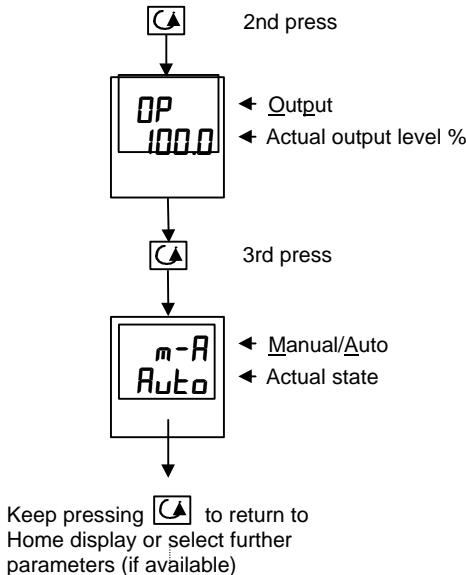 2nd press
OP
Output
100.0
Actual output level %
3rd press
m-A
Manual/Auto
Auto
Actual state
Keep pressing to return to
Home display or select further
parameters (if available)